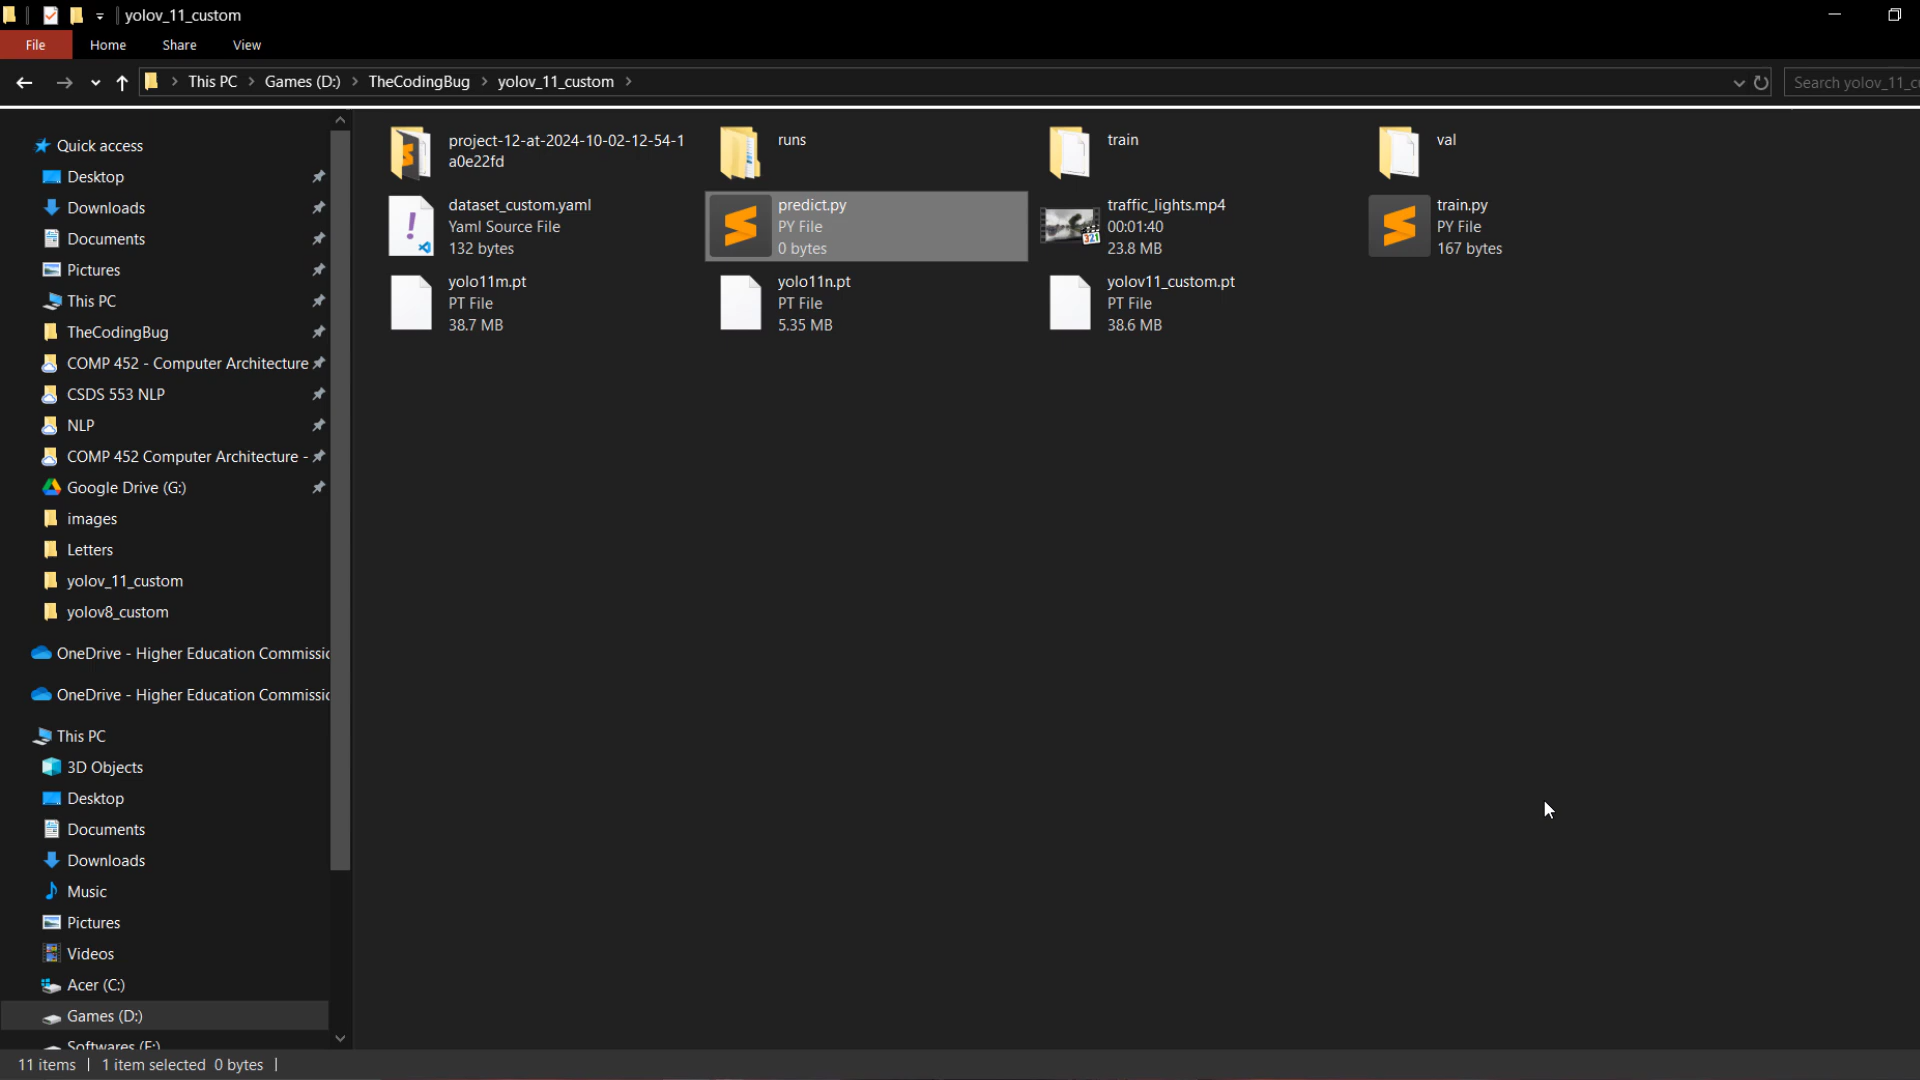 yolov_11_custom
File Home Share View
This PC > Games (D:) > TheCodingBug > yolov_11_custom >
Search yolov_11_c
Quick access
Desktop
Downloads
Documents
Pictures
This PC
TheCodingBug
COMP 452 - Computer Architecture
CSDS 553 NLP
NLP
COMP 452 Computer Architecture -
Google Drive (G:)
images
Letters
yolov_11_custom
yolov8_custom
OneDrive - Higher Education Commissi
OneDrive - Higher Education Commissi
This PC
3D Objects
Desktop
Documents
Downloads
Music
Pictures
Videos
Acer (C:)
Games (D:)
Softwares (E:)
project-12-at-2024-10-02-12-54-1
a0e22fd
runs
train
val
dataset_custom.yaml
Yaml Source File
132 bytes
predict.py
PY File
0 bytes
traffic_lights.mp4
00:01:40
23.8 MB
321
train.py
PY File
167 bytes
yolo11m.pt
PT File
38.7 MB
yolo11n.pt
PT File
5.35 MB
yolov11_custom.pt
PT File
38.6 MB
11 items | 1 item selected 0 bytes |